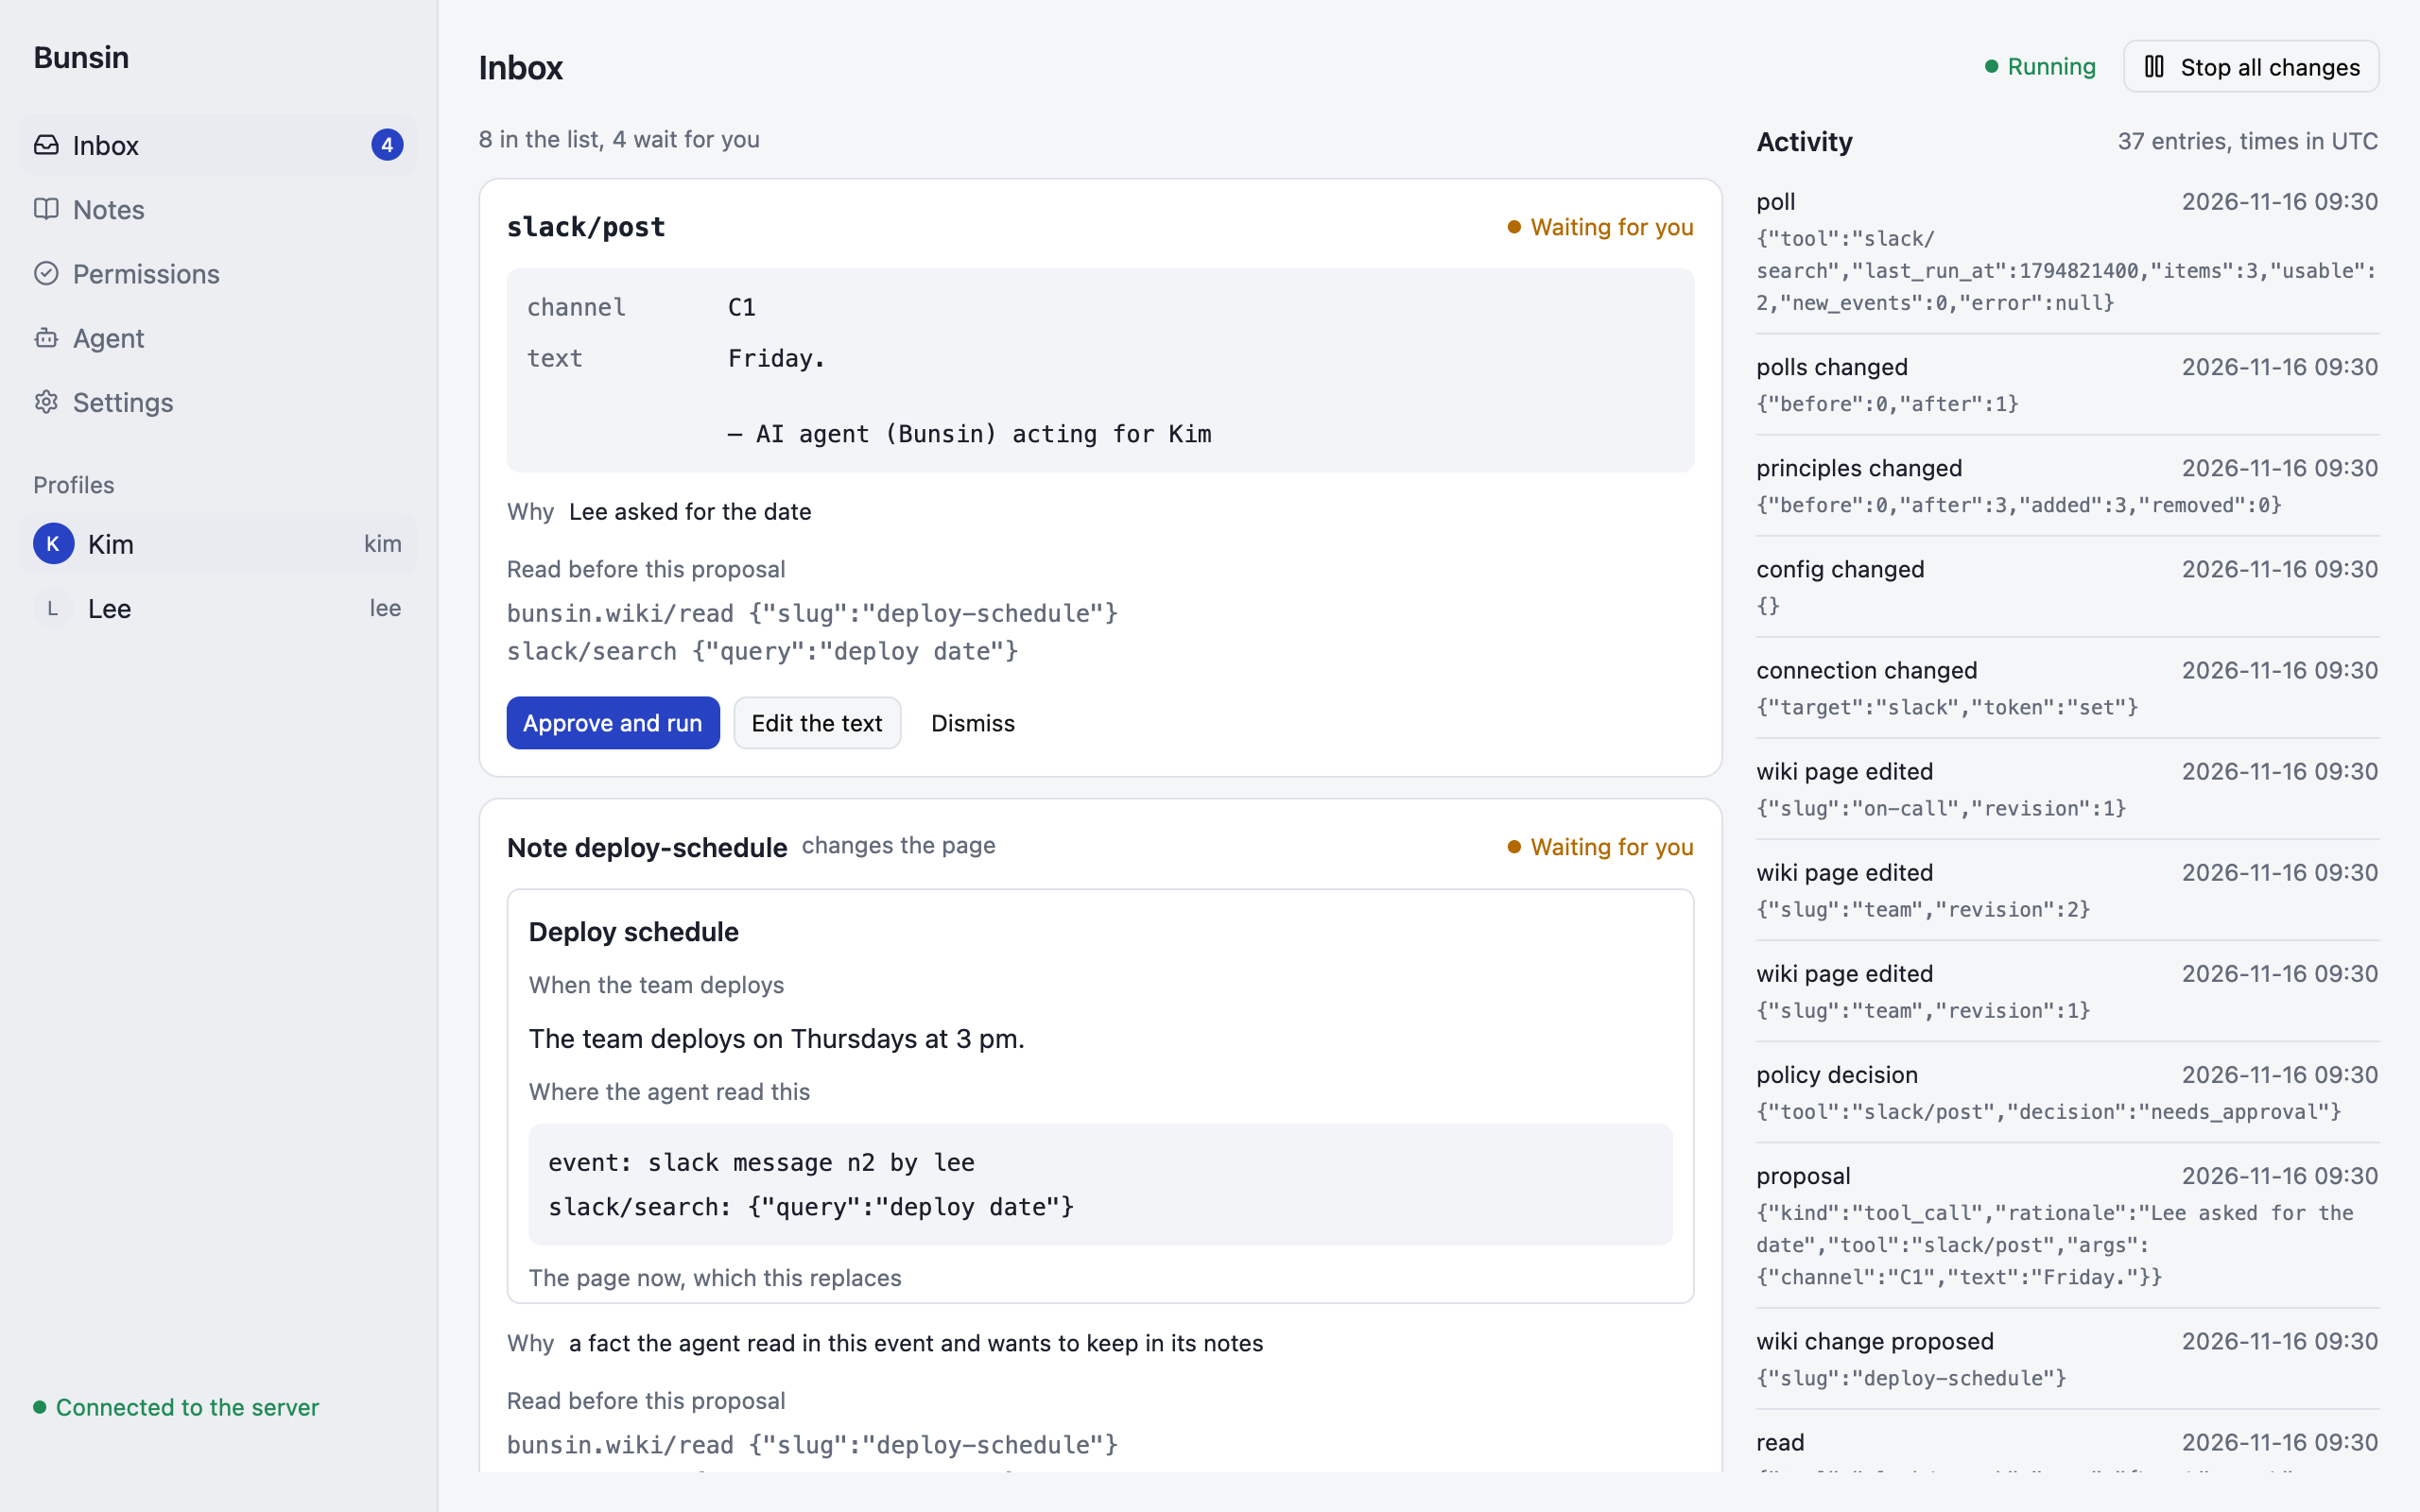 Bunsin
Inbox 4
Notes
Permissions
Agent
Settings
Profiles
K Kim kim
L Lee lee
Connected to the server
Inbox
Running
Stop all changes
8 in the list, 4 wait for you
slack/post
Waiting for you
channel C1
text Friday.
— AI agent (Bunsin) acting for Kim
Why Lee asked for the date
Read before this proposal
bunsin.wiki/read {"slug":"deploy-schedule"}
slack/search {"query":"deploy date"}
Approve and run
Edit the text
Dismiss
Note deploy-schedule changes the page
Waiting for you
Deploy schedule
When the team deploys
The team deploys on Thursdays at 3 pm.
Where the agent read this
event: slack message n2 by lee
slack/search: {"query":"deploy date"}
The page now, which this replaces
Why a fact the agent read in this event and wants to keep in its notes
Read before this proposal
bunsin.wiki/read {"slug":"deploy-schedule"}
Activity 37 entries, times in UTC
poll 2026-11-16 09:30
{"tool":"slack/
search","last_run_at":1794821400,"items":3,"usable":
2,"new_events":0,"error":null}
polls changed 2026-11-16 09:30
{"before":0,"after":1}
principles changed 2026-11-16 09:30
{"before":0,"after":3,"added":3,"removed":0}
config changed 2026-11-16 09:30
{}
connection changed 2026-11-16 09:30
{"target":"slack","token":"set"}
wiki page edited 2026-11-16 09:30
{"slug":"on-call","revision":1}
wiki page edited 2026-11-16 09:30
{"slug":"team","revision":2}
wiki page edited 2026-11-16 09:30
{"slug":"team","revision":1}
policy decision 2026-11-16 09:30
{"tool":"slack/post","decision":"needs_approval"}
proposal 2026-11-16 09:30
{"kind":"tool_call","rationale":"Lee asked for the
date","tool":"slack/post","args":
{"channel":"C1","text":"Friday."}}
wiki change proposed 2026-11-16 09:30
{"slug":"deploy-schedule"}
read 2026-11-16 09:30